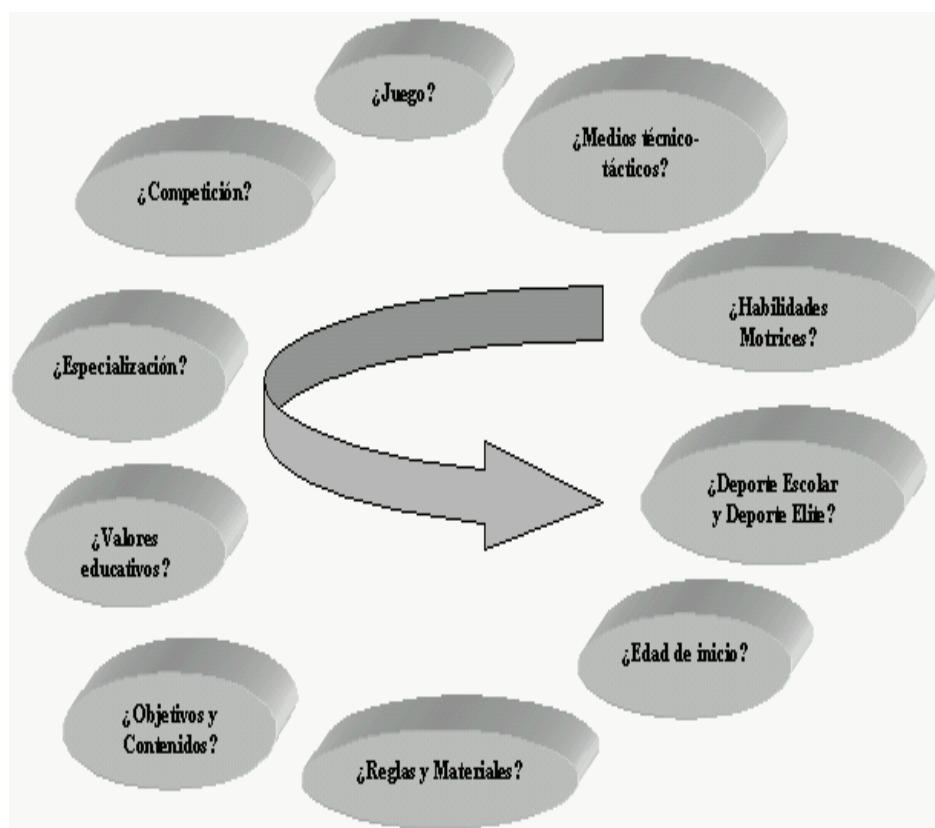 ¿Juego?
¿Medios técnico-
tácticos?
¿Competición?
¿Habilidades
Motrices?
¿Especialización?
¿Deporte Escolar
y Deporte Elite?
¿Valores
educativos?
¿Edad de inicio?
¿Objetivos y
Contenidos?
¿Reglas y Materiales?